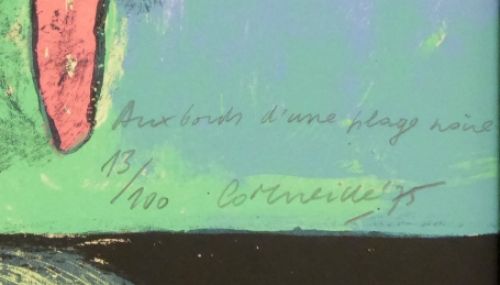 Aux bords d'une plage noire
13/100 Corneille '75